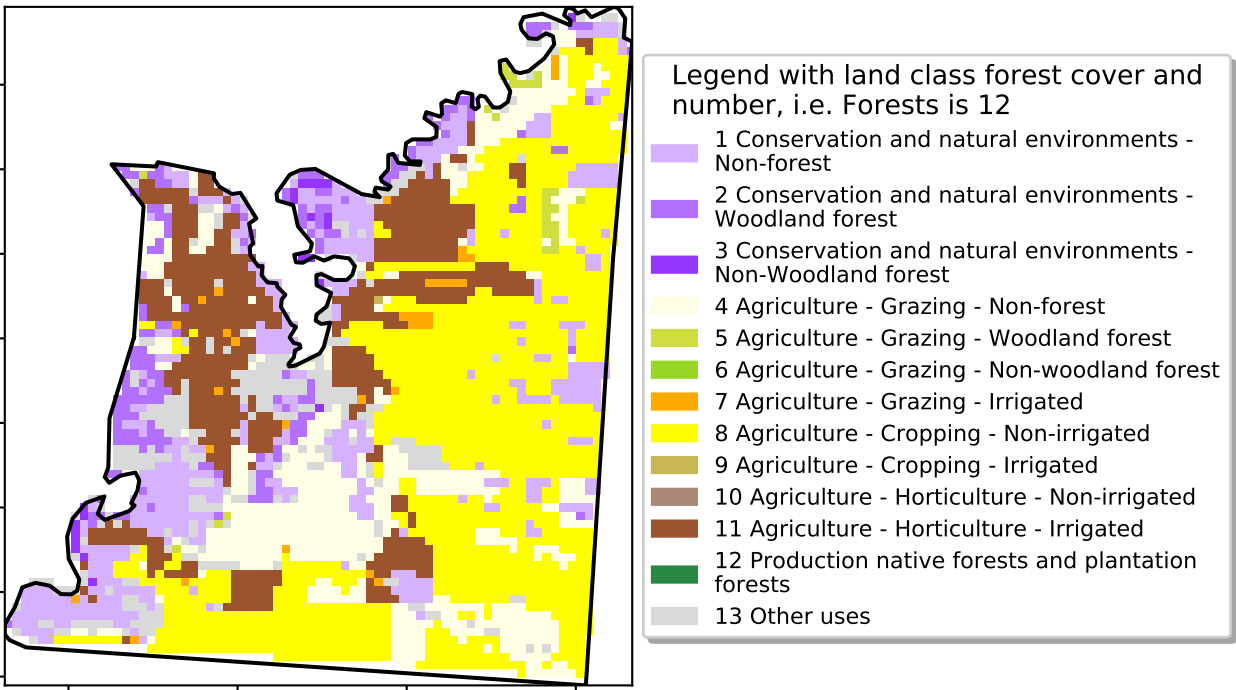 Legend with land class forest cover and
number, i.e. Forests is 12
1 Conservation and natural environments -
Non-forest
2 Conservation and natural environments -
Woodland forest
3 Conservation and natural environments -
Non-Woodland forest
4 Agriculture - Grazing - Non-forest
5 Agriculture - Grazing - Woodland forest
6 Agriculture - Grazing - Non-woodland forest
7 Agriculture - Grazing - Irrigated
8 Agriculture - Cropping - Non-irrigated
9 Agriculture - Cropping - Irrigated
10 Agriculture - Horticulture - Non-irrigated
11 Agriculture - Horticulture - Irrigated
12 Production native forests and plantation
forests
13 Other uses